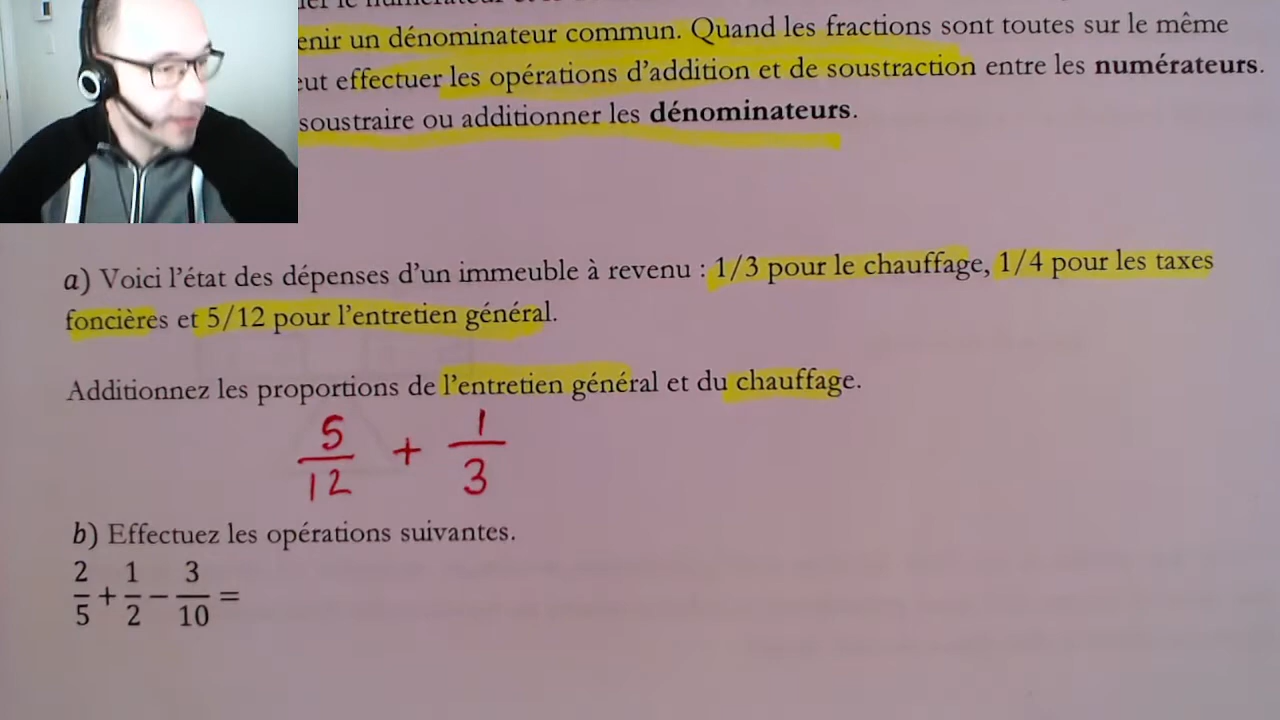 enir un dénominateur commun. Quand les fractions sont toutes sur le même
effectuer les opérations d'addition et de soustraction entre les numérateurs.
soustraire ou additionner les dénominateurs.
a) Voici l'état des dépenses d'un immeuble à revenu : 1/3 pour le chauffage, 1/4 pour les taxes
foncières et 5/12 pour l'entretien général.
Additionnez les proportions de l'entretien général et du chauffage.
5/12 + 1/3
b) Effectuez les opérations suivantes.
2/5 + 1/2 − 3/10 =